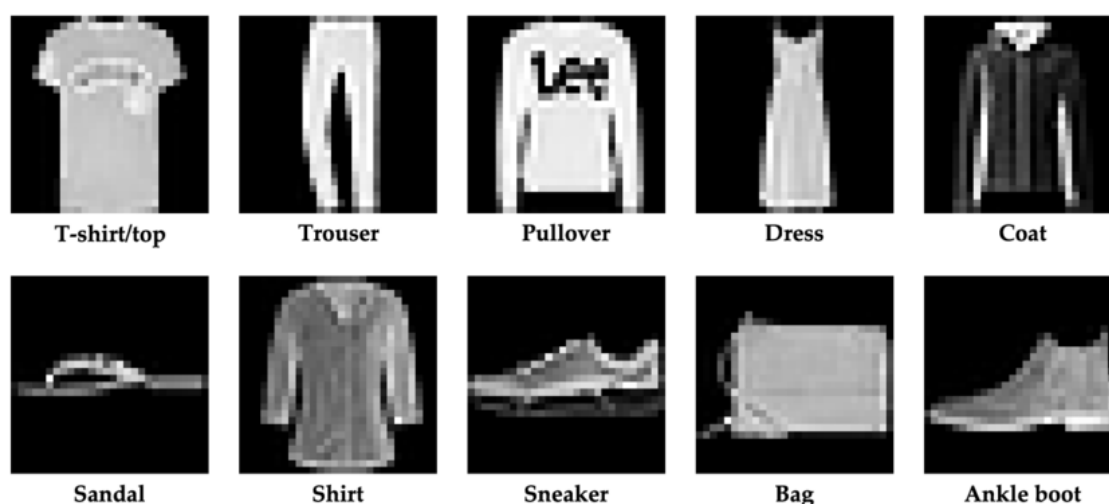 Lee
T-shirt/top
Trouser
Pullover
Dress
Coat
Sandal
Shirt
Sneaker
Bag
Ankle boot